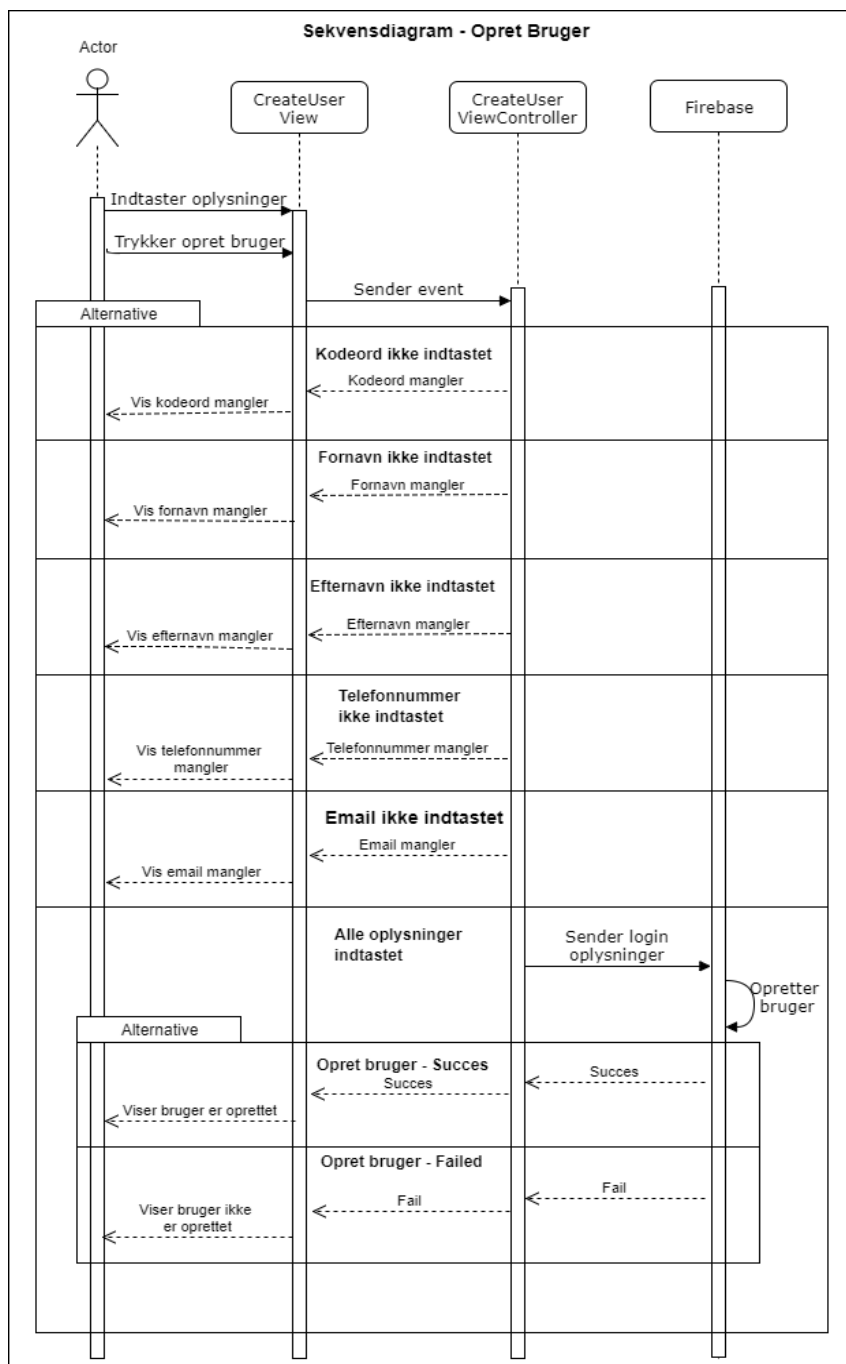 Sekvensdiagram - Opret Bruger
Actor
CreateUser
View
CreateUser
ViewController
Firebase
Indtaster oplysninger
Trykker opret bruger
Sender event
Alternative
Kodeord ikke indtastet
Kodeord mangler
Vis kodeord mangler
Fornavn ikke indtastet
Fornavn mangler
Vis fornavn mangler
Efternavn ikke indtastet
Efternavn mangler
Vis efternavn mangler
Telefonnummer
ikke indtastet
Telefonnummer mangler
Vis telefonnummer
mangler
Email ikke indtastet
Email mangler
Vis email mangler
Alle oplysninger
indtastet
Sender login
oplysninger
Opretter
bruger
Alternative
Opret bruger - Succes
Succes
Succes
Viser bruger er oprettet
Opret bruger - Failed
Fail
Fail
Viser bruger ikke
er oprettet